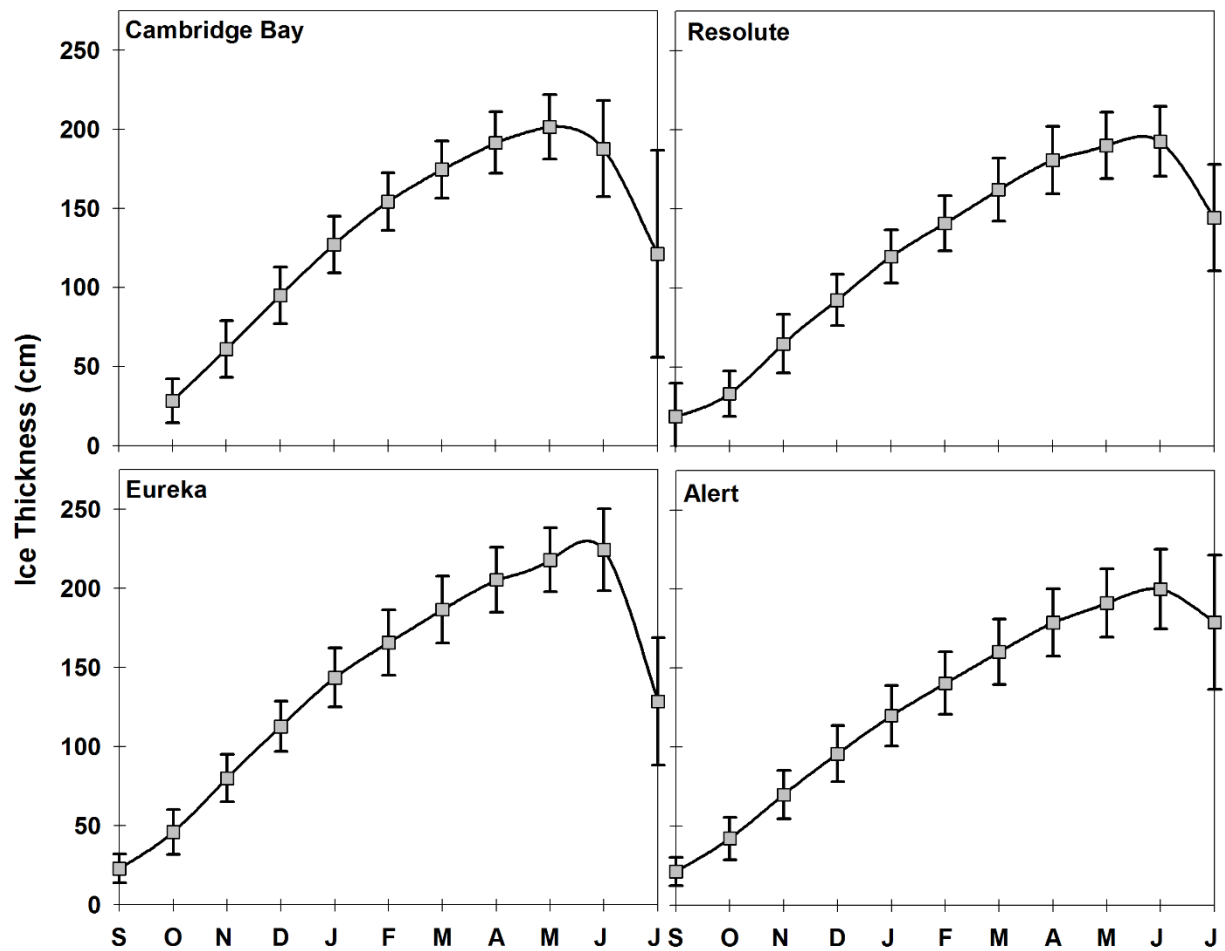 Cambridge Bay
Resolute
250
200
150
100
50
0
Ice Thickness (cm)
Eureka
Alert
250
200
150
100
50
0
S O N D J F M A M J J
S O N D J F M A M J J